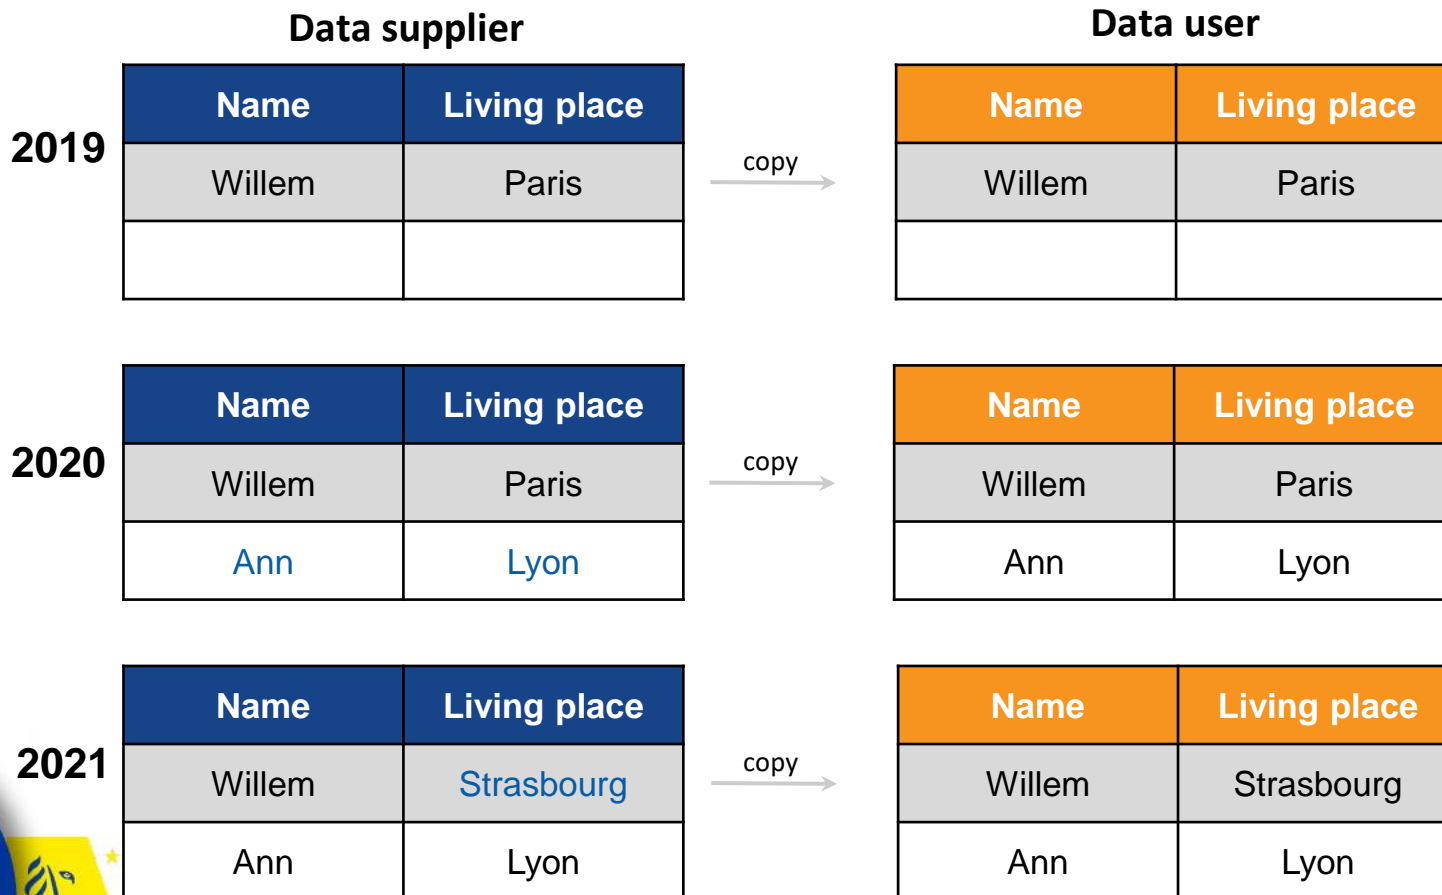 Data supplier
Data user
2019
Name Living place
Willem Paris
copy
Name Living place
Willem Paris
2020
Name Living place
Willem Paris
Ann Lyon
copy
Name Living place
Willem Paris
Ann Lyon
2021
Name Living place
Willem Strasbourg
Ann Lyon
copy
Name Living place
Willem Strasbourg
Ann Lyon